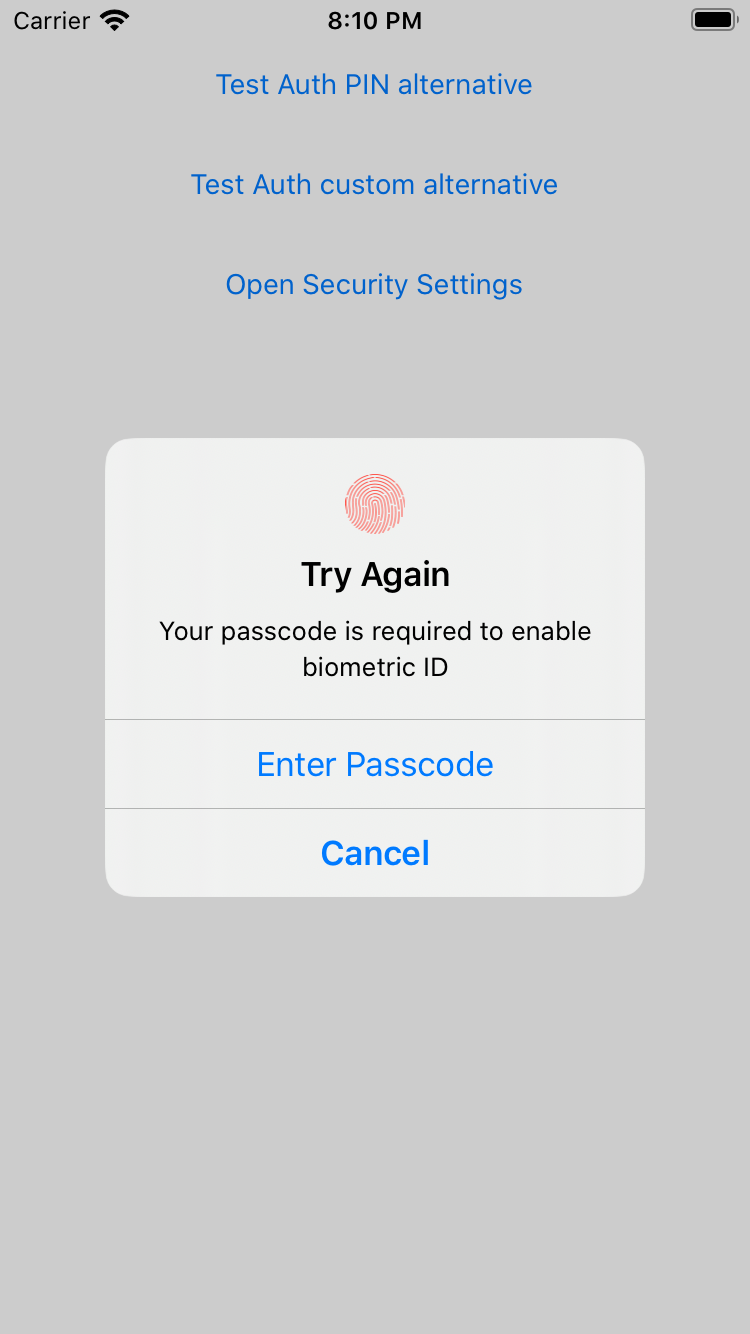 Carrier 8:10 PM
Test Auth PIN alternative
Test Auth custom alternative
Open Security Settings
Try Again
Your passcode is required to enable
biometric ID
Enter Passcode
Cancel